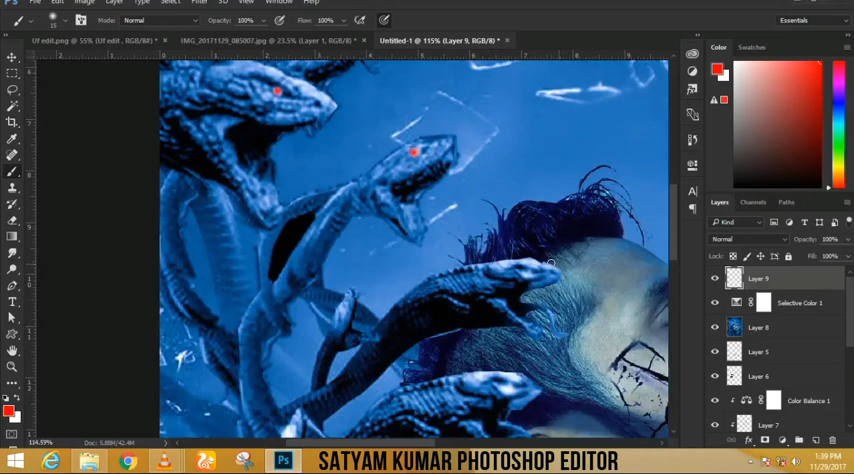 Ps File Edit Image Layer Type Select Filter 3D View Window Help
15 Mode: Normal Opacity: 100% Flow: 100% Essentials
Uf edit.png @ 55% (Uf edit , RGB/8#) * × IMG_20171129_085007.jpg @ 23.5% (Layer 1, RGB/8*) * × Untitled-1 @ 115% (Layer 9, RGB/8) * ×
Color Swatches
Layers Channels Paths
Kind
Normal Opacity: 100%
Lock: Fill: 100%
Layer 9
Selective Color 1
Layer 8
Layer 5
Layer 6
Color Balance 1
Layer 7
fx
114.59% Doc: 5.88M/42.4M
SATYAM KUMAR PHOTOSHOP EDITOR
Ps
1:39 PM
11/29/2017